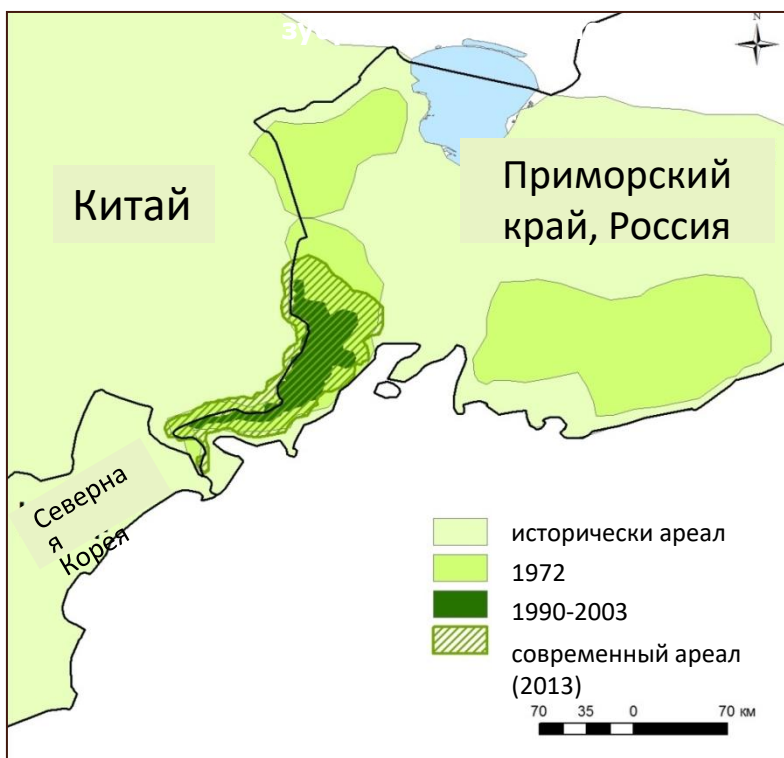 N
Китай
Приморский
край, Россия
Северна
я
Корея
исторически ареал
1972
1990-2003
современный ареал
(2013)
70 35 0 70 км